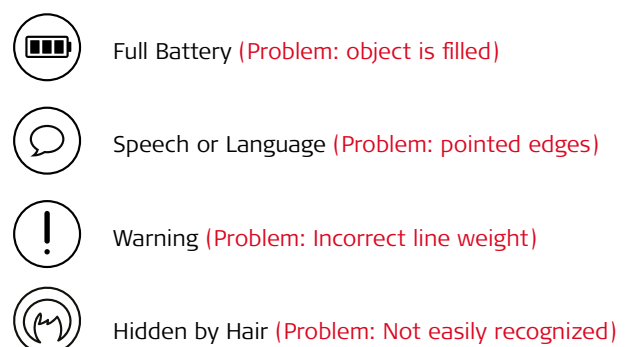 Full Battery (Problem: object is filled)
Speech or Language (Problem: pointed edges)
Warning (Problem: Incorrect line weight)
Hidden by Hair (Problem: Not easily recognized)